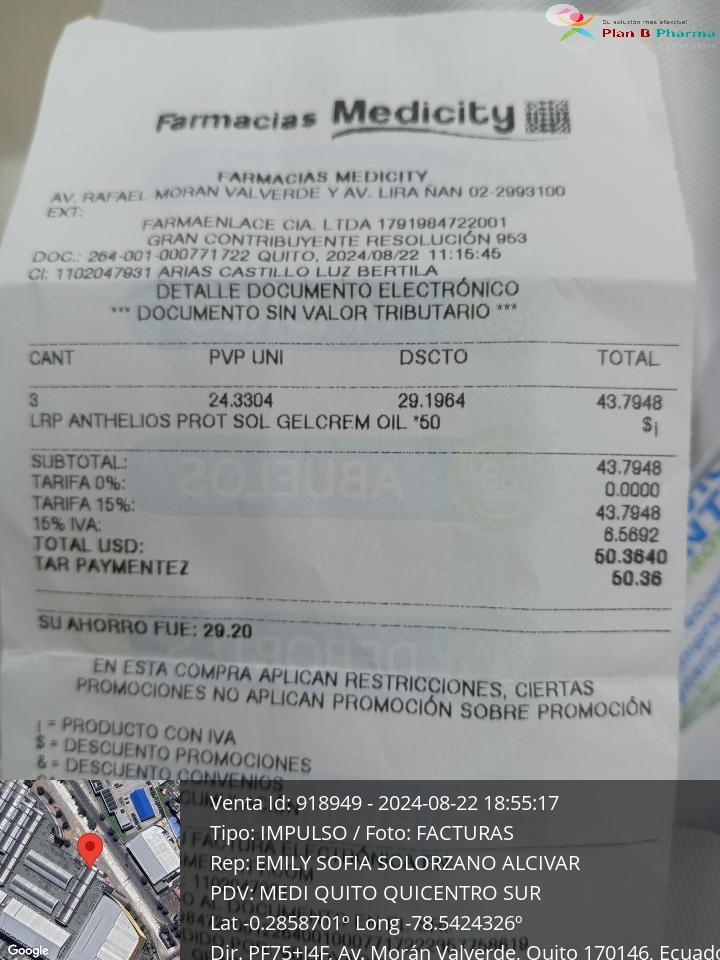 Su solución más efectiva!
Plan B Pharma
Farmacias Medicity
FARMACIAS MEDICITY
AV. RAFAEL MORAN VALVERDE Y AV. LIRA ÑAN 02-2993100
EXT:
FARMAENLACE CIA. LTDA 1791984722001
GRAN CONTRIBUYENTE RESOLUCIÓN 953
DOC.: 264-001-000771722 QUITO, 2024/08/22 11:15:45
CI: 1102047931 ARIAS CASTILLO LUZ BERTILA
DETALLE DOCUMENTO ELECTRÓNICO
*** DOCUMENTO SIN VALOR TRIBUTARIO ***
CANT PVP UNI DSCTO TOTAL
3 24.3304 29.1964 43.7948
LRP ANTHELIOS PROT SOL GELCREM OIL *50 $¡
SUBTOTAL: 43.7948
TARIFA 0%: 0.0000
TARIFA 15%: 43.7948
15% IVA: 6.5692
TOTAL USD: 50.3640
TAR PAYMENTEZ 50.36
SU AHORRO FUE: 29.20
EN ESTA COMPRA APLICAN RESTRICCIONES, CIERTAS
PROMOCIONES NO APLICAN PROMOCIÓN SOBRE PROMOCIÓN
¡ = PRODUCTO CON IVA
$ = DESCUENTO PROMOCIONES
& = DESCUENTO CONVENIOS
Venta Id: 918949 - 2024-08-22 18:55:17
Tipo: IMPULSO / Foto: FACTURAS
Rep: EMILY SOFIA SOLORZANO ALCIVAR
PDV: MEDI QUITO QUICENTRO SUR
Lat -0.2858701º Long -78.5424326º
Dir. PF75+J4F, Av. Morán Valverde, Quito 170146, Ecuado
Google